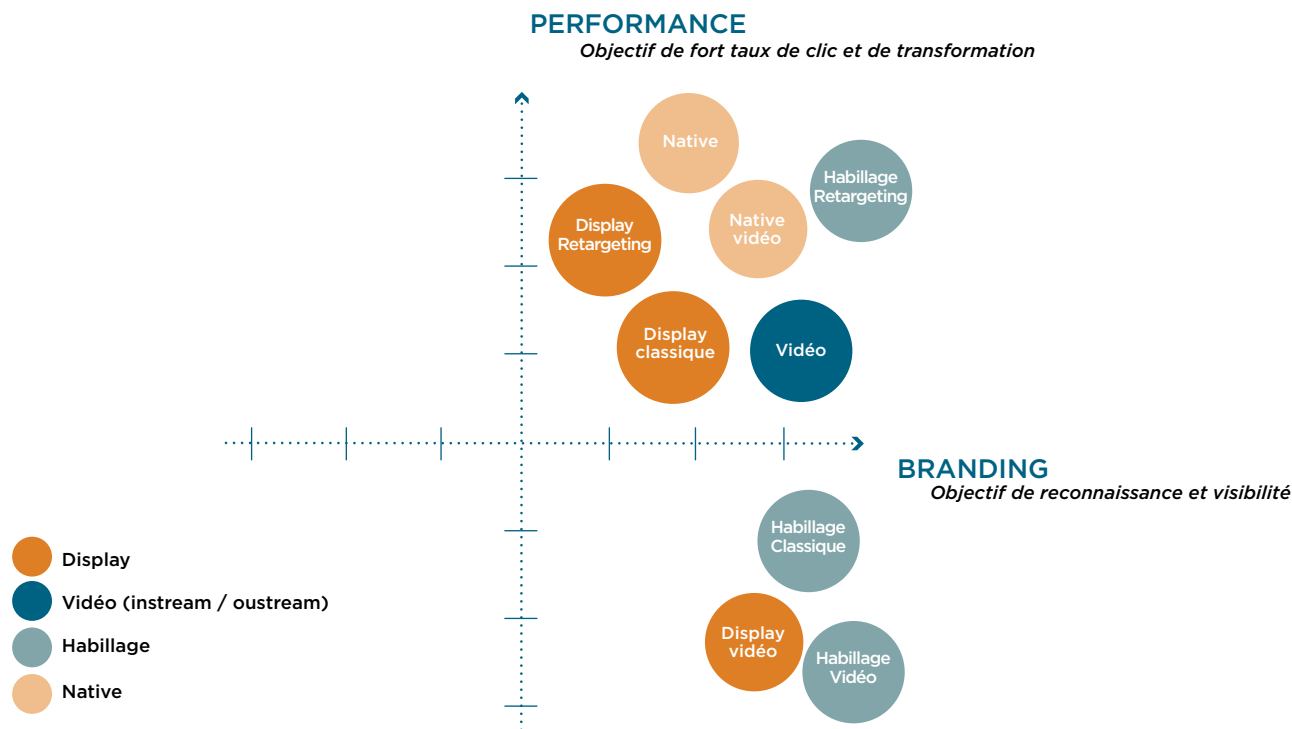 PERFORMANCE
Objectif de fort taux de clic et de transformation
Native
Habillage
Retargeting
Native
vidéo
Display
Retargeting
Display
classique
Vidéo
BRANDING
Objectif de reconnaissance et visibilité
Habillage
Classique
Display
vidéo
Habillage
Vidéo
Display
Vidéo (instream / oustream)
Habillage
Native